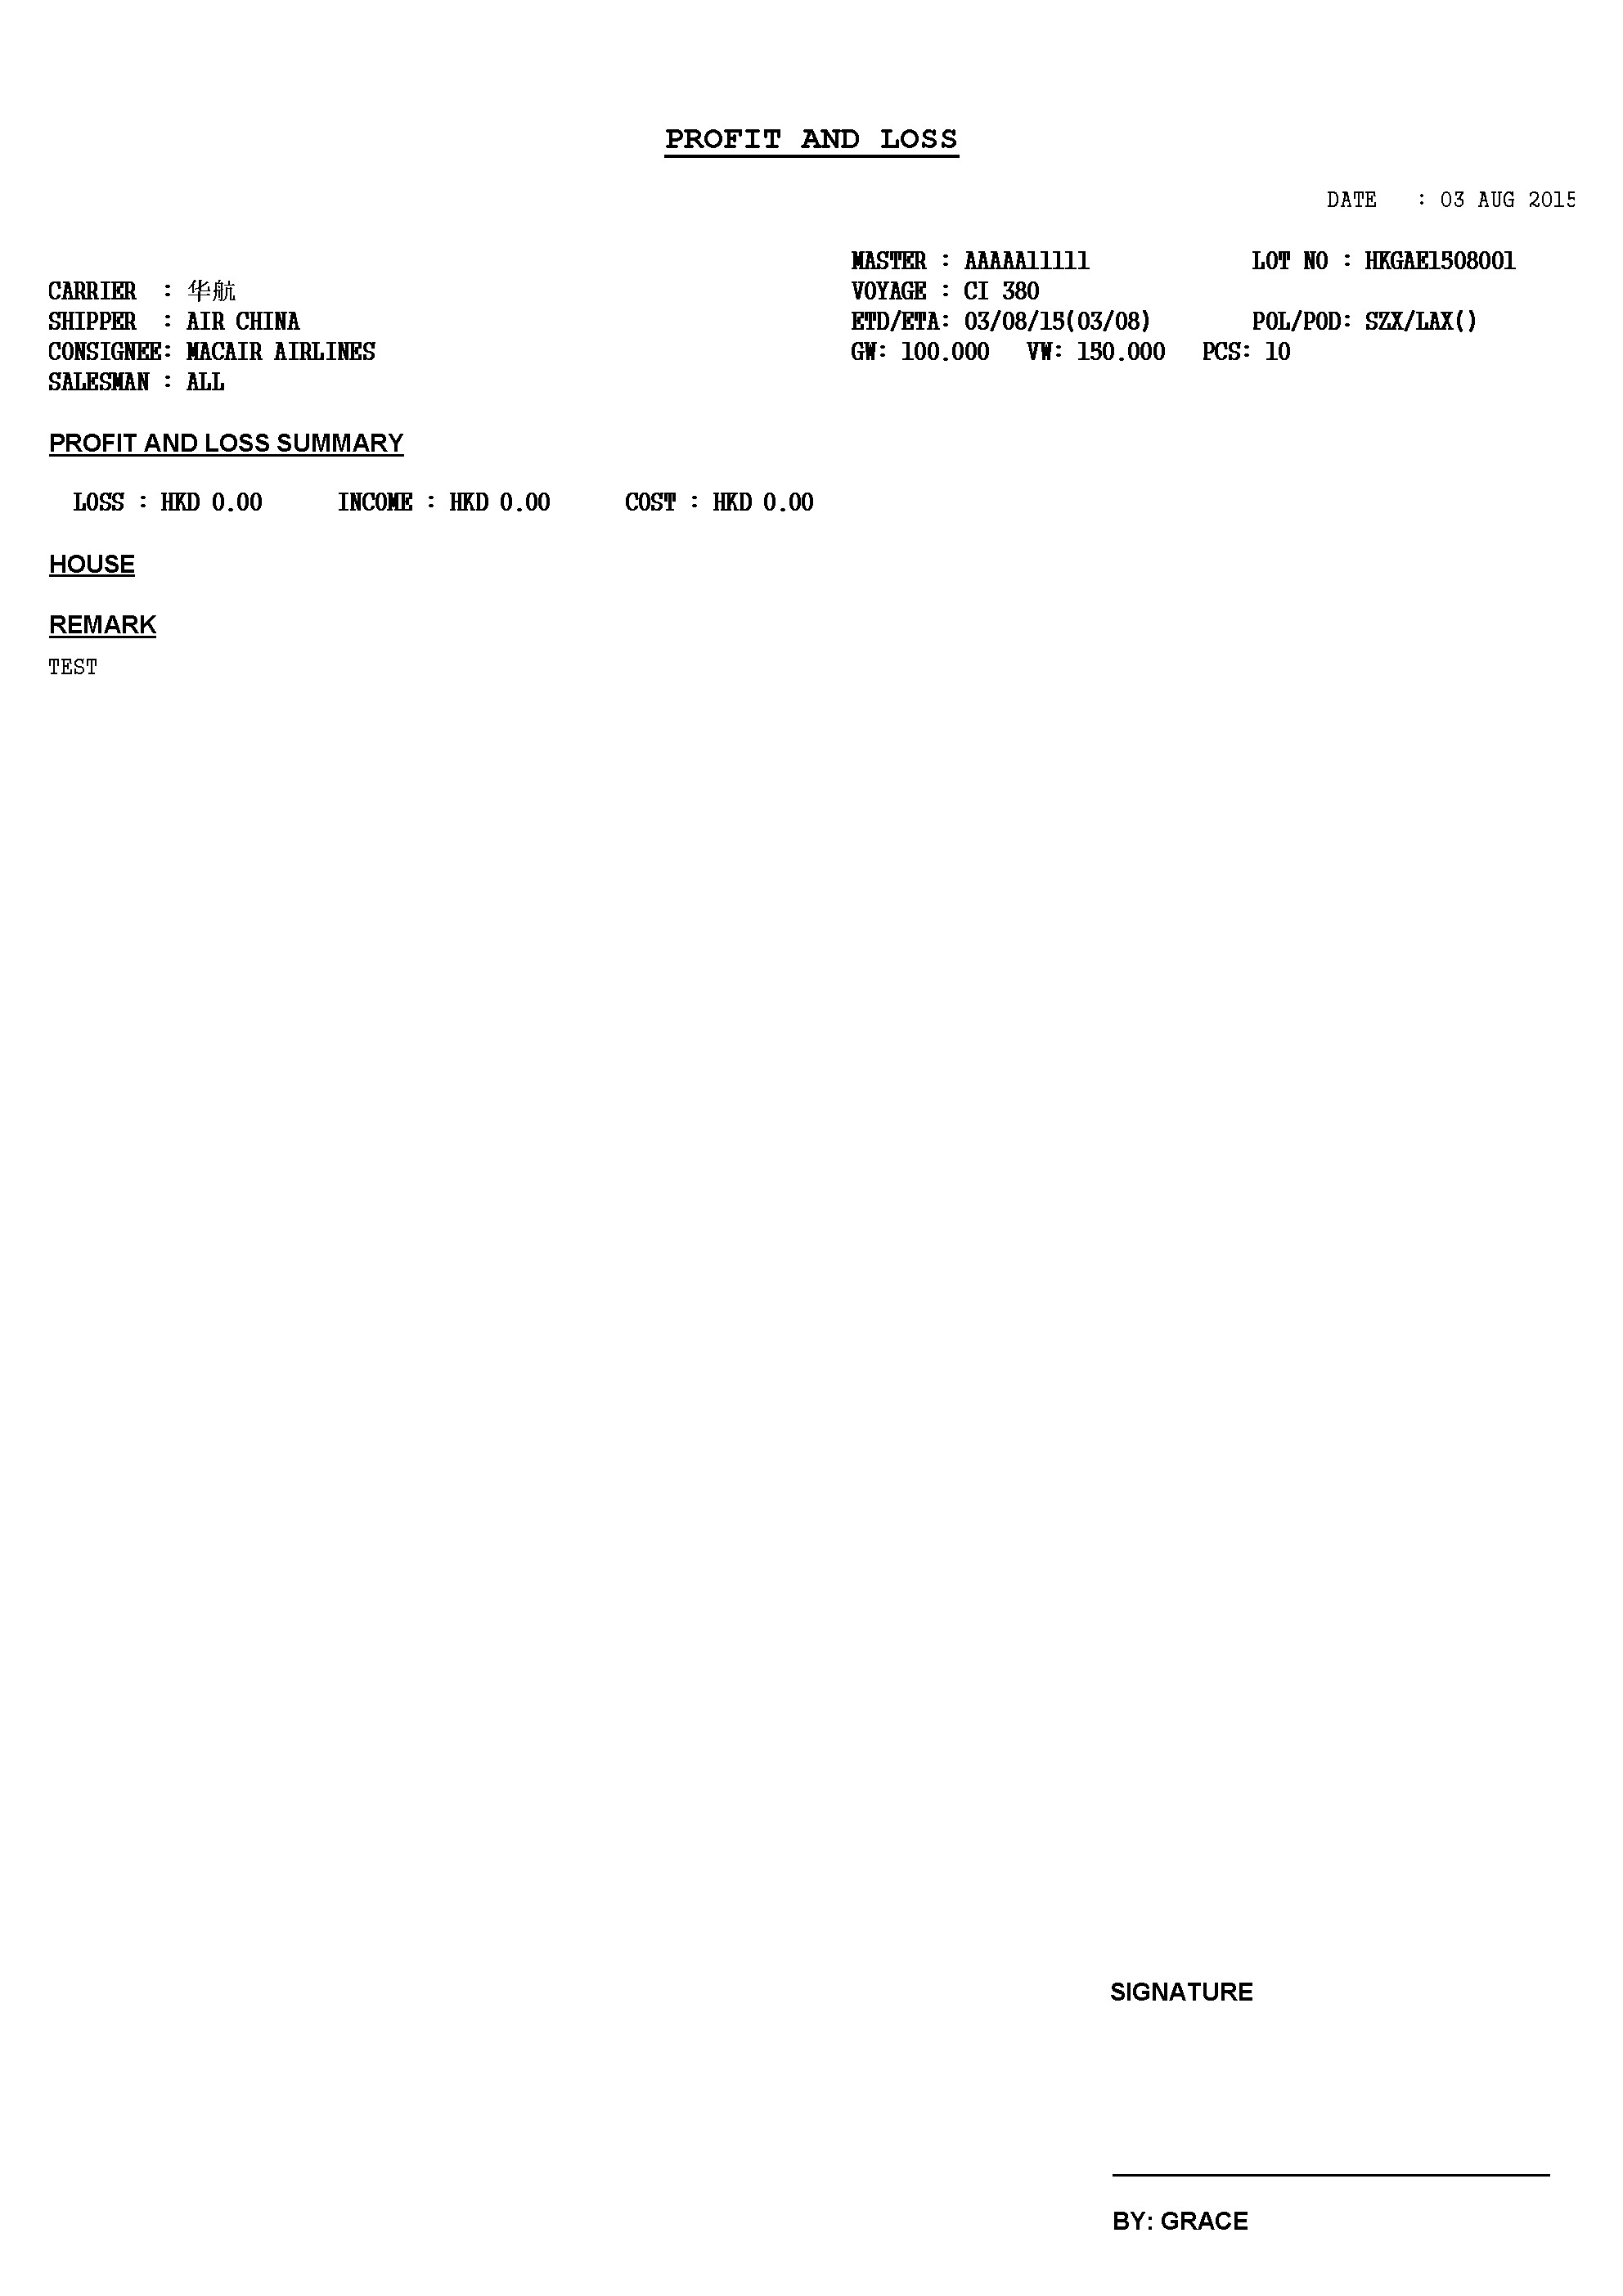 PROFIT AND LOSS
DATE : 03 AUG 2015
MASTER : AAAAA11111 LOT NO : HKGAE1508001
CARRIER : 华航 VOYAGE : CI 380
SHIPPER : AIR CHINA ETD/ETA: 03/08/15(03/08) POL/POD: SZX/LAX()
CONSIGNEE: MACAIR AIRLINES GW: 100.000 VW: 150.000 PCS: 10
SALESMAN : ALL
PROFIT AND LOSS SUMMARY
LOSS : HKD 0.00 INCOME : HKD 0.00 COST : HKD 0.00
HOUSE
REMARK
TEST
SIGNATURE
BY: GRACE